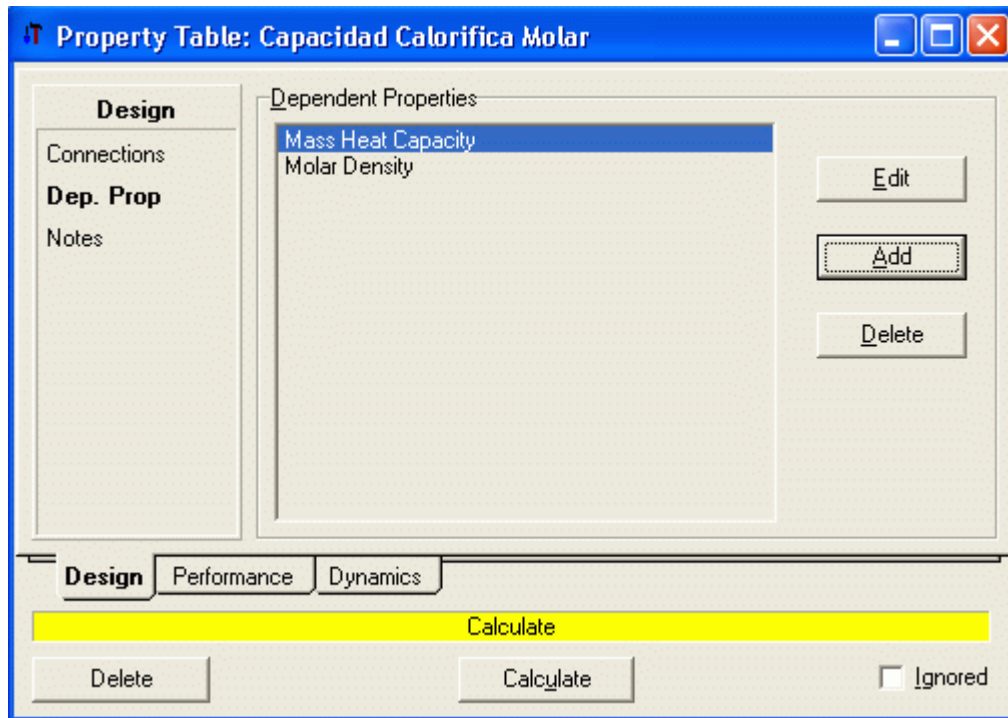 Property Table: Capacidad Calorifica Molar
Design
Connections
Dep. Prop
Notes
Dependent Properties
Mass Heat Capacity
Molar Density
Edit
Add
Delete
Design Performance Dynamics
Calculate
Delete Calculate Ignored